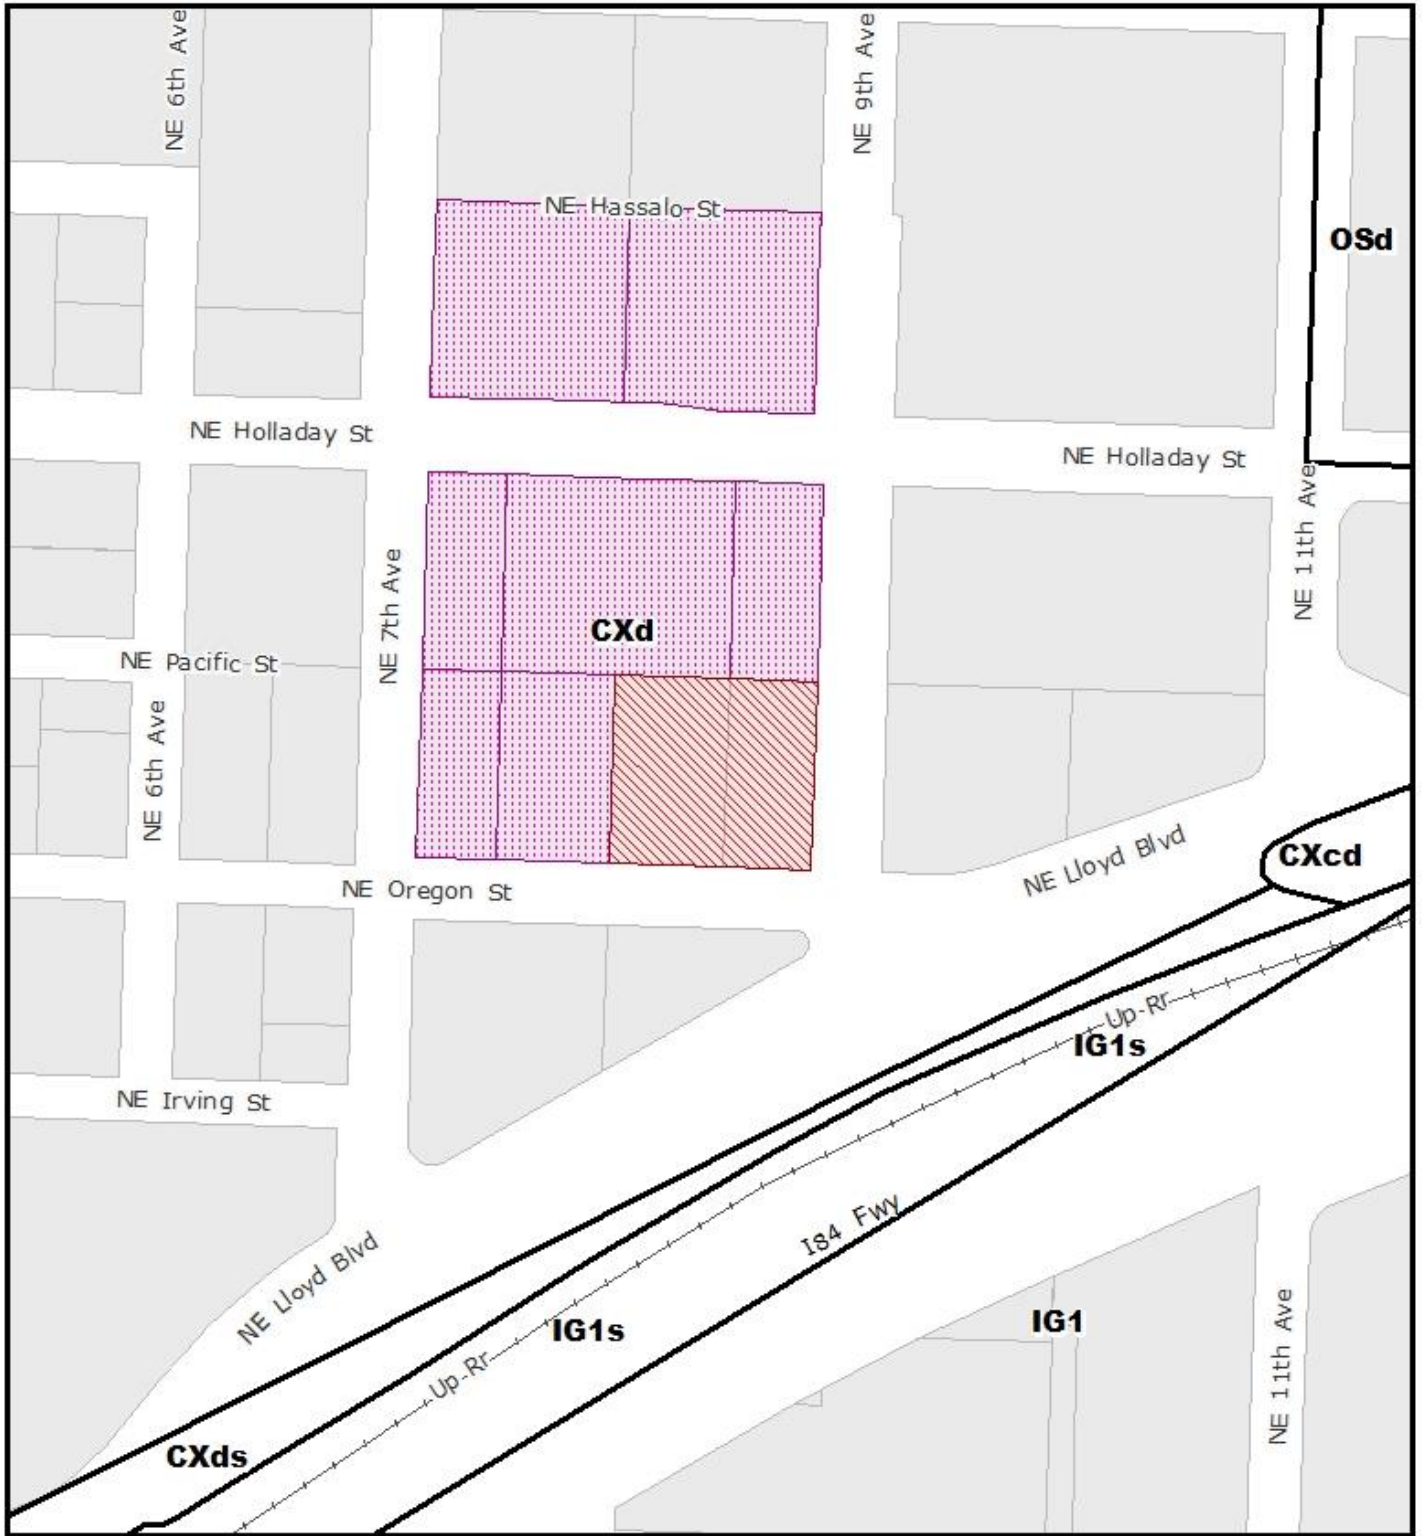 NE 6th Ave
NE 9th Ave
NE Hassalo St
OSd
NE Holladay St
NE Holladay St
NE 11th Ave
NE 7th Ave
CXd
NE Pacific St
NE 6th Ave
NE Lloyd Blvd
CXcd
NE Oregon St
Up Rr
IG1s
NE Irving St
I84 Fwy
NE Lloyd Blvd
IG1s
IG1
NE 11th Ave
Up Rr
CXds